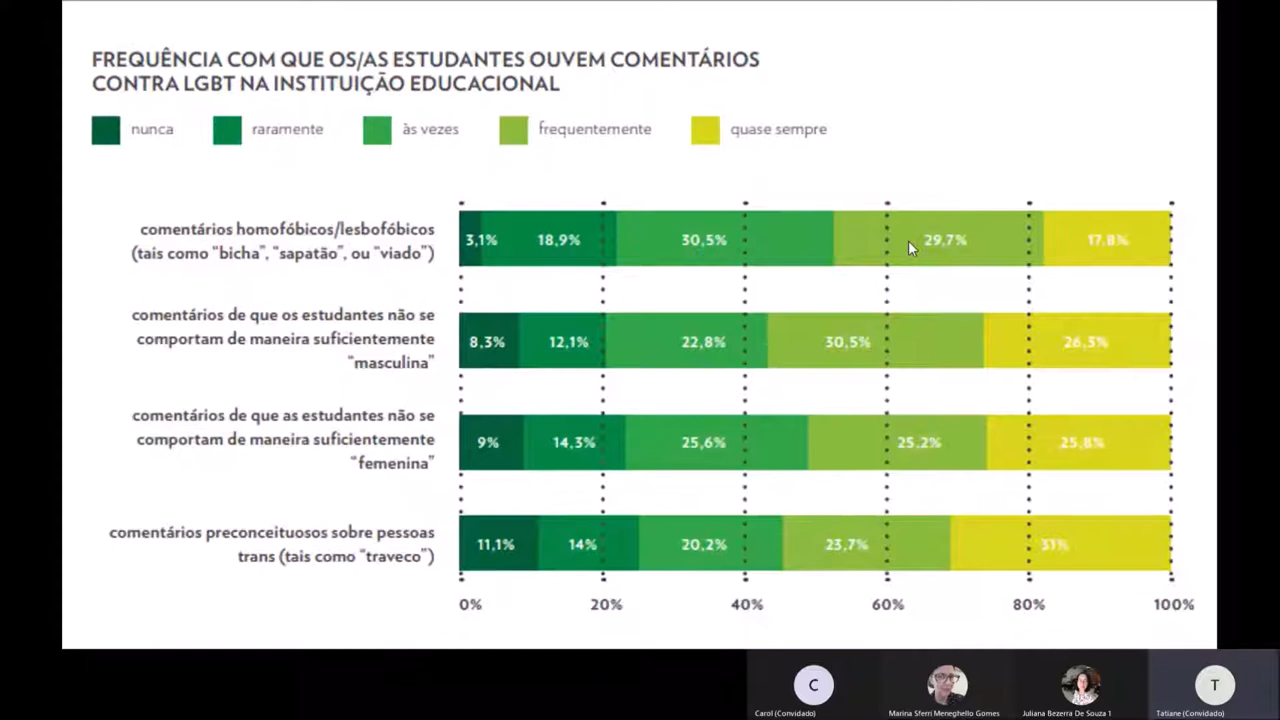 FREQUÊNCIA COM QUE OS/AS ESTUDANTES OUVEM COMENTÁRIOS
CONTRA LGBT NA INSTITUIÇÃO EDUCACIONAL
nunca raramente às vezes frequentemente quase sempre
comentários homofóbicos/lesbofóbicos
(tais como "bicha", "sapatão", ou "viado")
3,1% 18,9% 30,5% 29,7% 17,8%
comentários de que os estudantes não se
comportam de maneira suficientemente
"masculina"
8,3% 12,1% 22,8% 30,5% 26,3%
comentários de que as estudantes não se
comportam de maneira suficientemente
"femenina"
9% 14,3% 25,6% 25,2% 25,8%
comentários preconceituosos sobre pessoas
trans (tais como "traveco")
11,1% 14% 20,2% 23,7% 31%
0% 20% 40% 60% 80% 100%
C T
Carol (Convidado) Marina Sferri Meneghello Gomes Juliana Bezerra De Souza 1 Tatiane (Convidado)